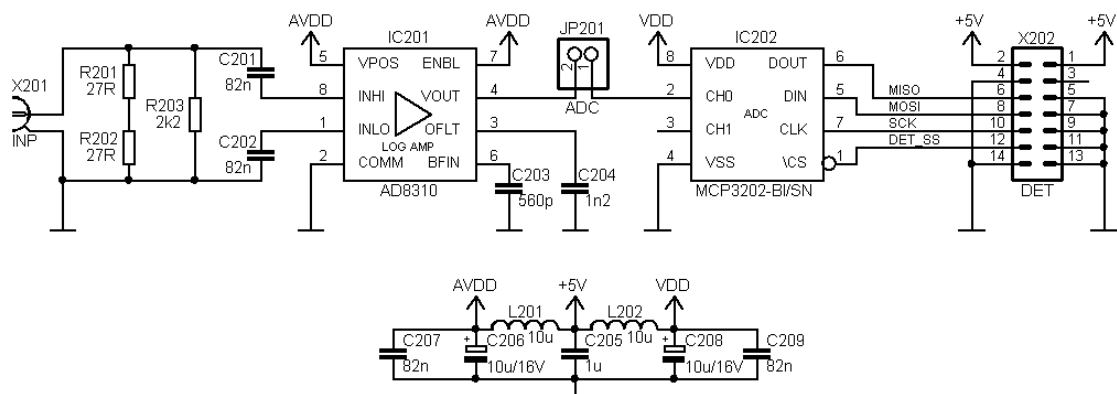 AVDD
AVDD
JP201
VDD
+5V
+5V
IC201
IC202
X202
X201
INP
R201
27R
R202
27R
R203
2k2
C201
82n
C202
82n
5 VPOS ENBL 7
8 INHI VOUT 4
1 INLO OFLT 3
LOG AMP
2 COMM BFIN 6
AD8310
2 1
ADC
C203
560p
C204
1n2
8 VDD DOUT 6
2 CH0 DIN 5
ADC
3 CH1 CLK 7
4 VSS \CS 1
MCP3202-BI/SN
MISO
MOSI
SCK
DET_SS
2 1
4 3
6 5
8 7
10 9
12 11
14 13
DET
AVDD
+5V
VDD
L201
10u
L202
10u
C207
82n
+
C206
10u/16V
C205
1u
+
C208
10u/16V
C209
82n